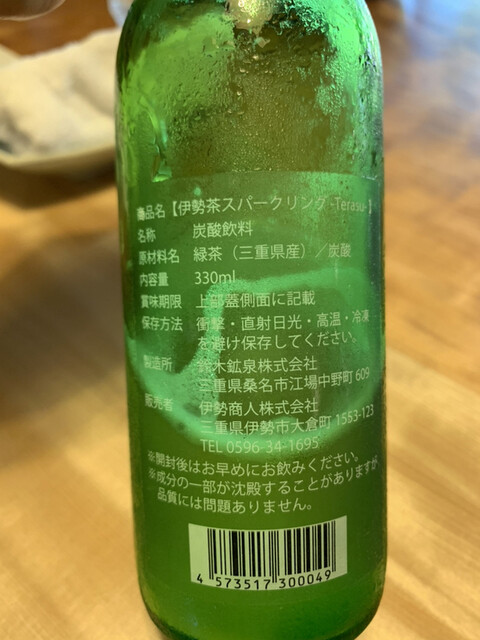 商品名【伊勢茶スパークリング -Terasu-】
名称 炭酸飲料
原材料名 緑茶（三重県産）／炭酸
内容量 330ml
賞味期限 上部蓋側面に記載
保存方法 衝撃・直射日光・高温・冷凍
を避け保存してください。
製造所 鈴木鉱泉株式会社
三重県桑名市江場中野町 609
販売者 伊勢商人株式会社
三重県伊勢市大倉町 1553-123
TEL 0596-34-1695
※開封後はお早めにお飲みください。
※成分の一部が沈殿することがありますが
品質には問題ありません。
4 573517 300049